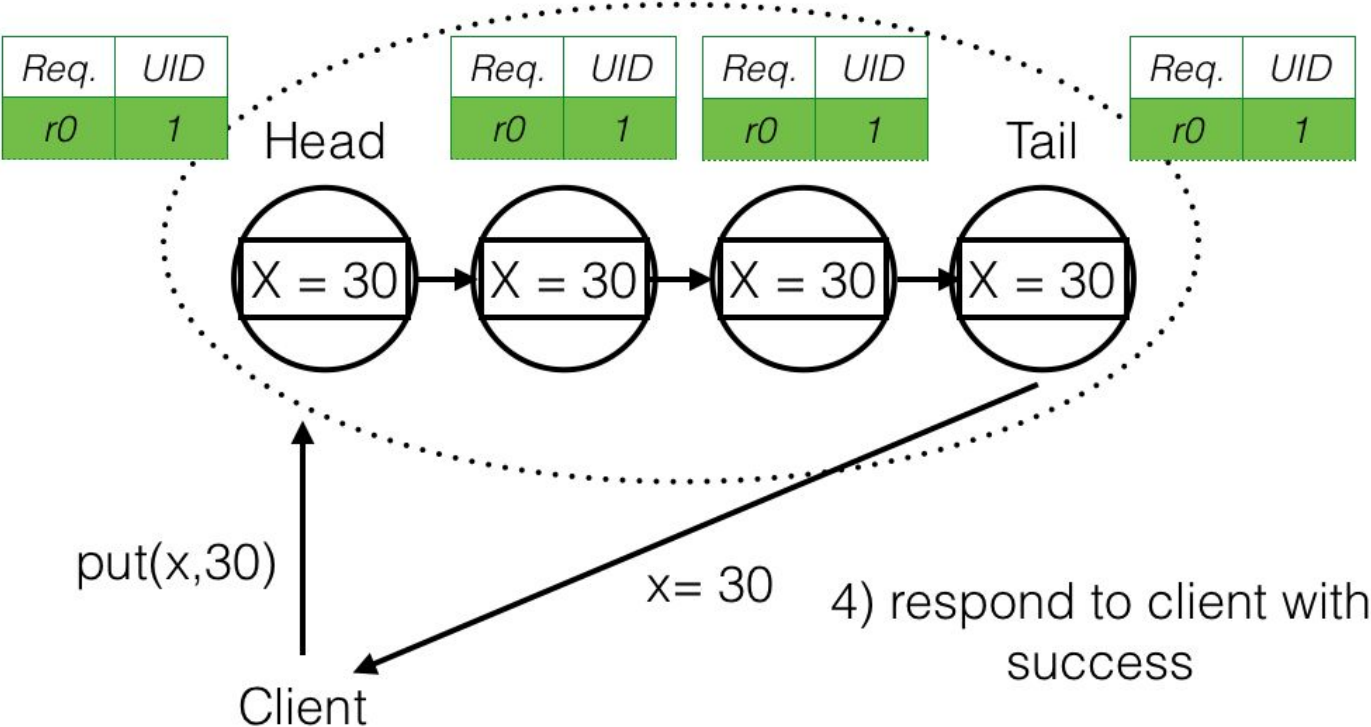 Req. UID
r0 1
Req. UID
r0 1
Req. UID
r0 1
Req. UID
r0 1
Head
Tail
X = 30
X = 30
X = 30
X = 30
put(x,30)
x= 30
4) respond to client with
success
Client